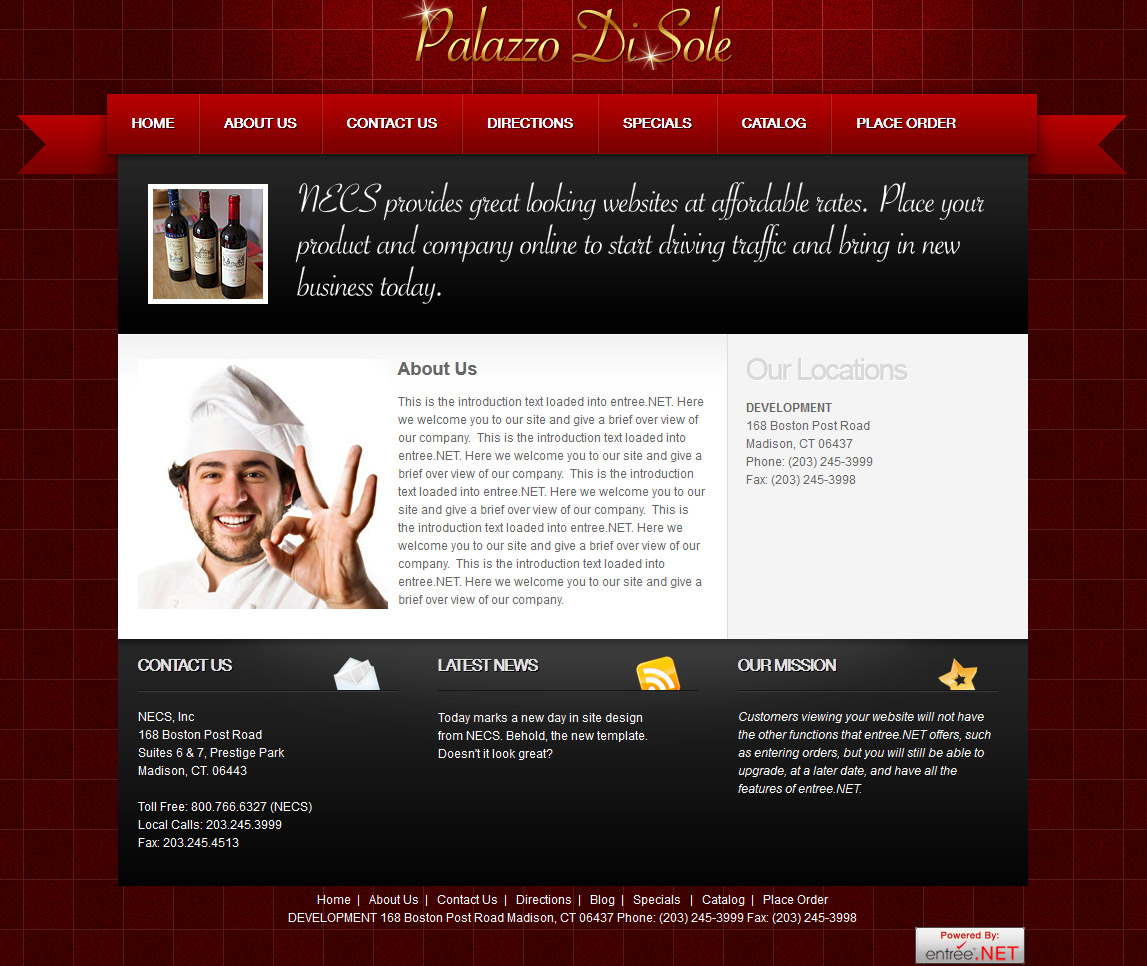 Palazzo Di Sole
HOME
ABOUT US
CONTACT US
DIRECTIONS
SPECIALS
CATALOG
PLACE ORDER
NECS provides great looking websites at affordable rates. Place your
product and company online to start driving traffic and bring in new
business today.
About Us
This is the introduction text loaded into entree.NET. Here
we welcome you to our site and give a brief over view of
our company. This is the introduction text loaded into
entree.NET. Here we welcome you to our site and give a
brief over view of our company. This is the introduction
text loaded into entree.NET. Here we welcome you to our
site and give a brief over view of our company. This is
the introduction text loaded into entree.NET. Here we
welcome you to our site and give a brief over view of our
company. This is the introduction text loaded into
entree.NET. Here we welcome you to our site and give a
brief over view of our company.
Our Locations
DEVELOPMENT
168 Boston Post Road
Madison, CT 06437
Phone: (203) 245-3999
Fax: (203) 245-3998
CONTACT US
NECS, Inc
168 Boston Post Road
Suites 6 & 7, Prestige Park
Madison, CT. 06443
Toll Free: 800.766.6327 (NECS)
Local Calls: 203.245.3999
Fax: 203.245.4513
LATEST NEWS
Today marks a new day in site design
from NECS. Behold, the new template.
Doesn't it look great?
OUR MISSION
Customers viewing your website will not have
the other functions that entree.NET offers, such
as entering orders, but you will still be able to
upgrade, at a later date, and have all the
features of entree.NET.
Home | About Us | Contact Us | Directions | Blog | Specials | Catalog | Place Order
DEVELOPMENT 168 Boston Post Road Madison, CT 06437 Phone: (203) 245-3999 Fax: (203) 245-3998
Powered By:
entrée.NET